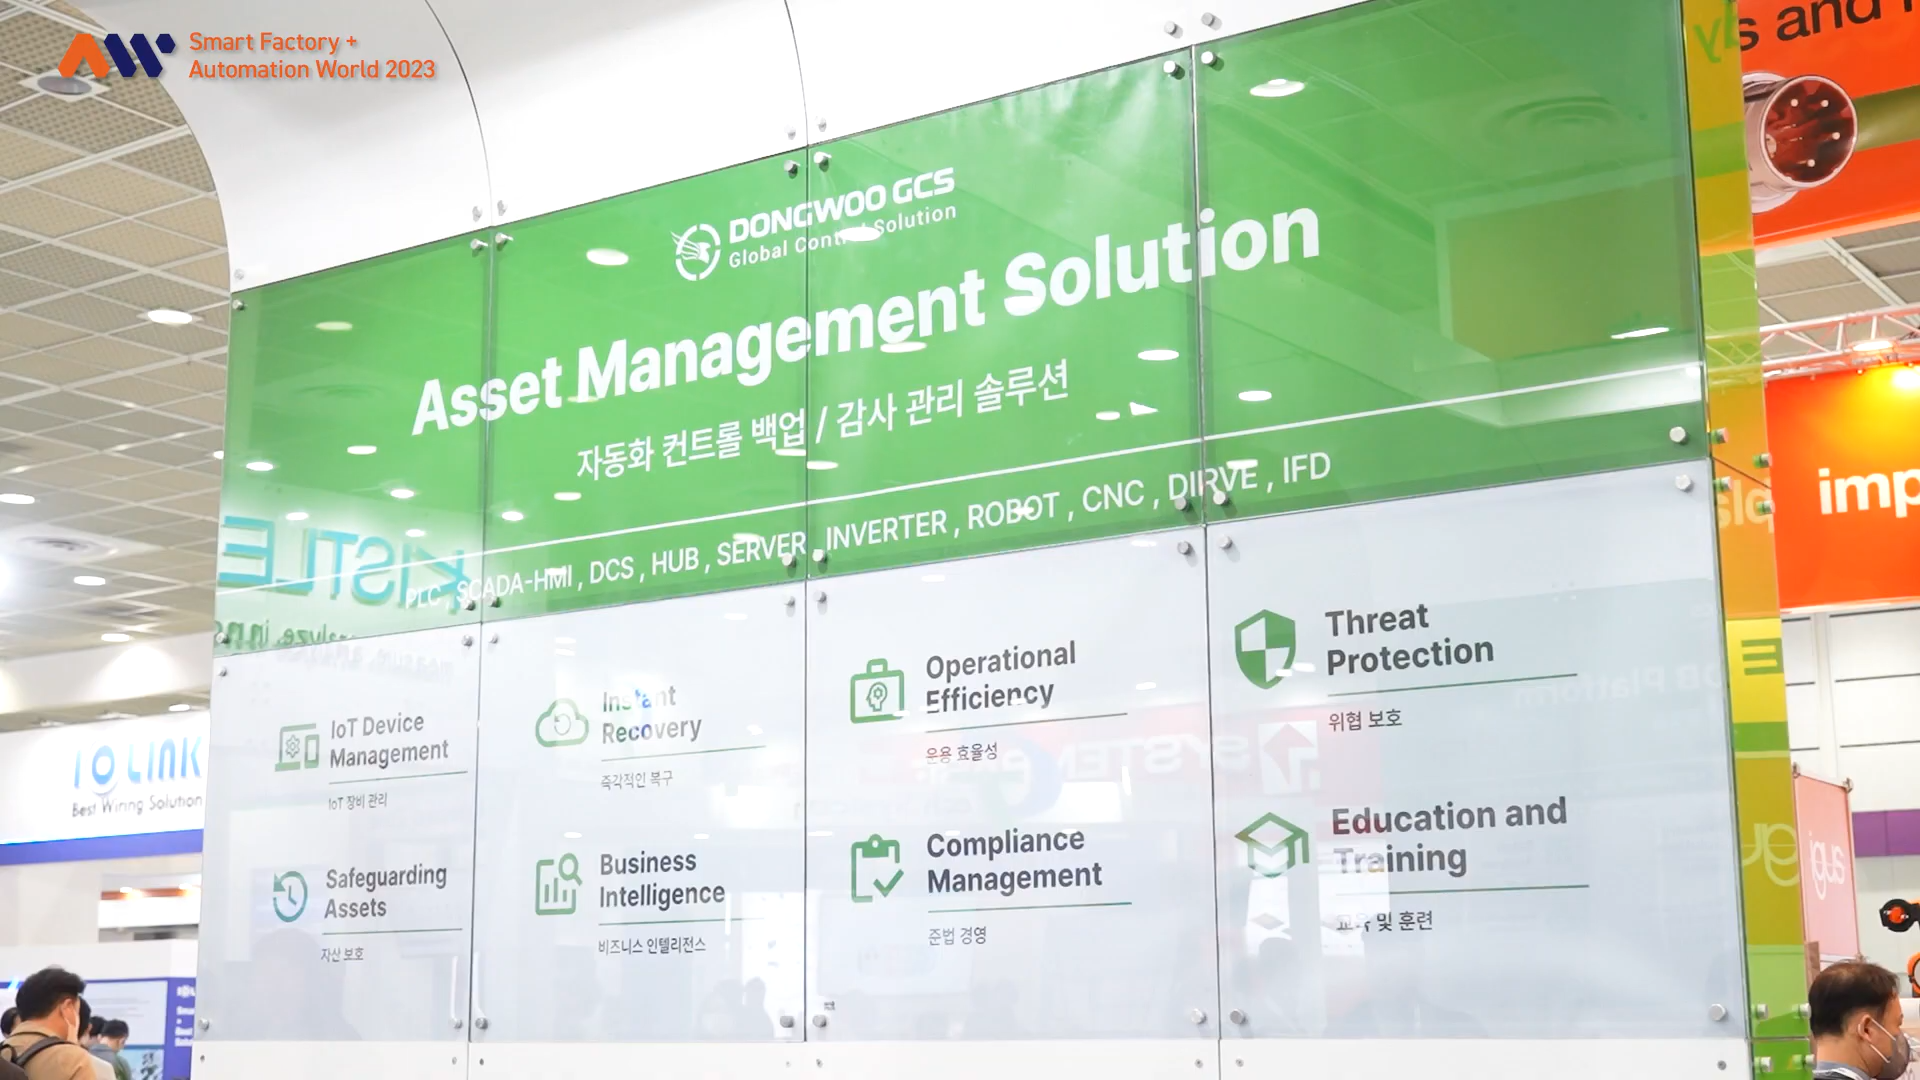 Smart Factory +
Automation World 2023
DONGWOO GCS
Global Control Solution
Asset Management Solution
자동화 컨트롤 백업 / 감사 관리 솔루션
PLC , SCADA-HMI , DCS , HUB , SERVER , INVERTER , ROBOT , CNC , DIRVE , IFD
IoT Device
Management
IoT 장비 관리
Instant
Recovery
즉각적인 복구
Operational
Efficiency
운용 효율성
Threat
Protection
위협 보호
Safeguarding
Assets
자산 보호
Business
Intelligence
비즈니스 인텔리전스
Compliance
Management
준법 경영
Education and
Training
교육 및 훈련
IO LINK
Best Wiring Solution
KISTLE
s and
imp